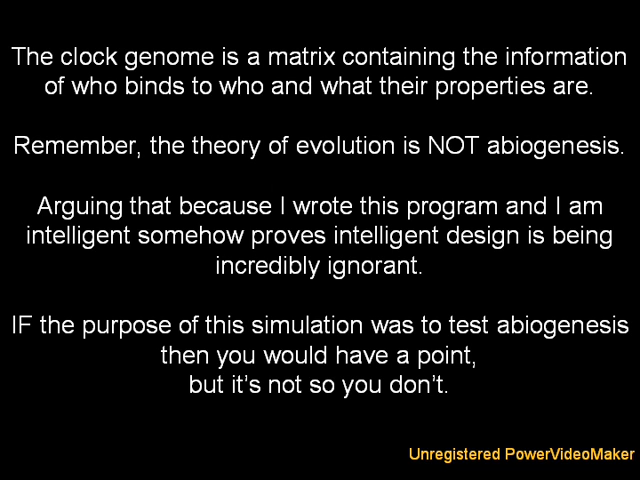 The clock genome is a matrix containing the information
of who binds to who and what their properties are.
Remember, the theory of evolution is NOT abiogenesis.
Arguing that because I wrote this program and I am
intelligent somehow proves intelligent design is being
incredibly ignorant.
IF the purpose of this simulation was to test abiogenesis
then you would have a point,
but it's not so you don't.
Unregistered PowerVideoMaker